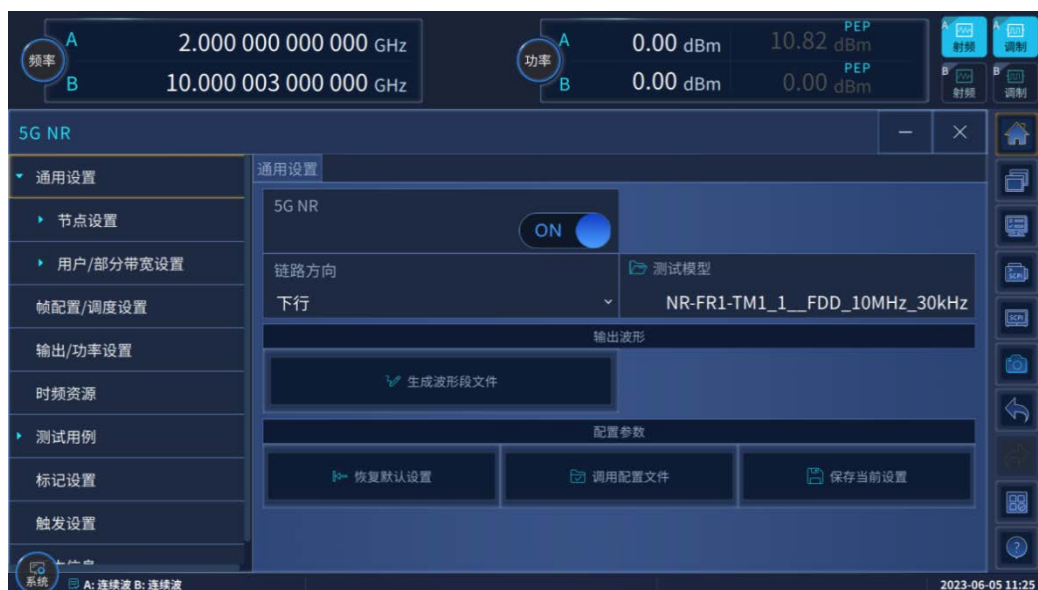 频率
A 2.000 000 000 000 GHz
B 10.000 003 000 000 GHz
功率
A 0.00 dBm PEP 10.82 dBm
B 0.00 dBm PEP 0.00 dBm
A 射频
A 调制
B 射频
B 调制
5G NR
通用设置
节点设置
用户/部分带宽设置
帧配置/调度设置
输出/功率设置
时频资源
测试用例
标记设置
触发设置
通用设置
5G NR
ON
链路方向
下行
测试模型
NR-FR1-TM1_1__FDD_10MHz_30kHz
输出波形
生成波形段文件
配置参数
恢复默认设置
调用配置文件
保存当前设置
SCPI
SCPI
系统
A: 连续波 B: 连续波
2023-06-05 11:25